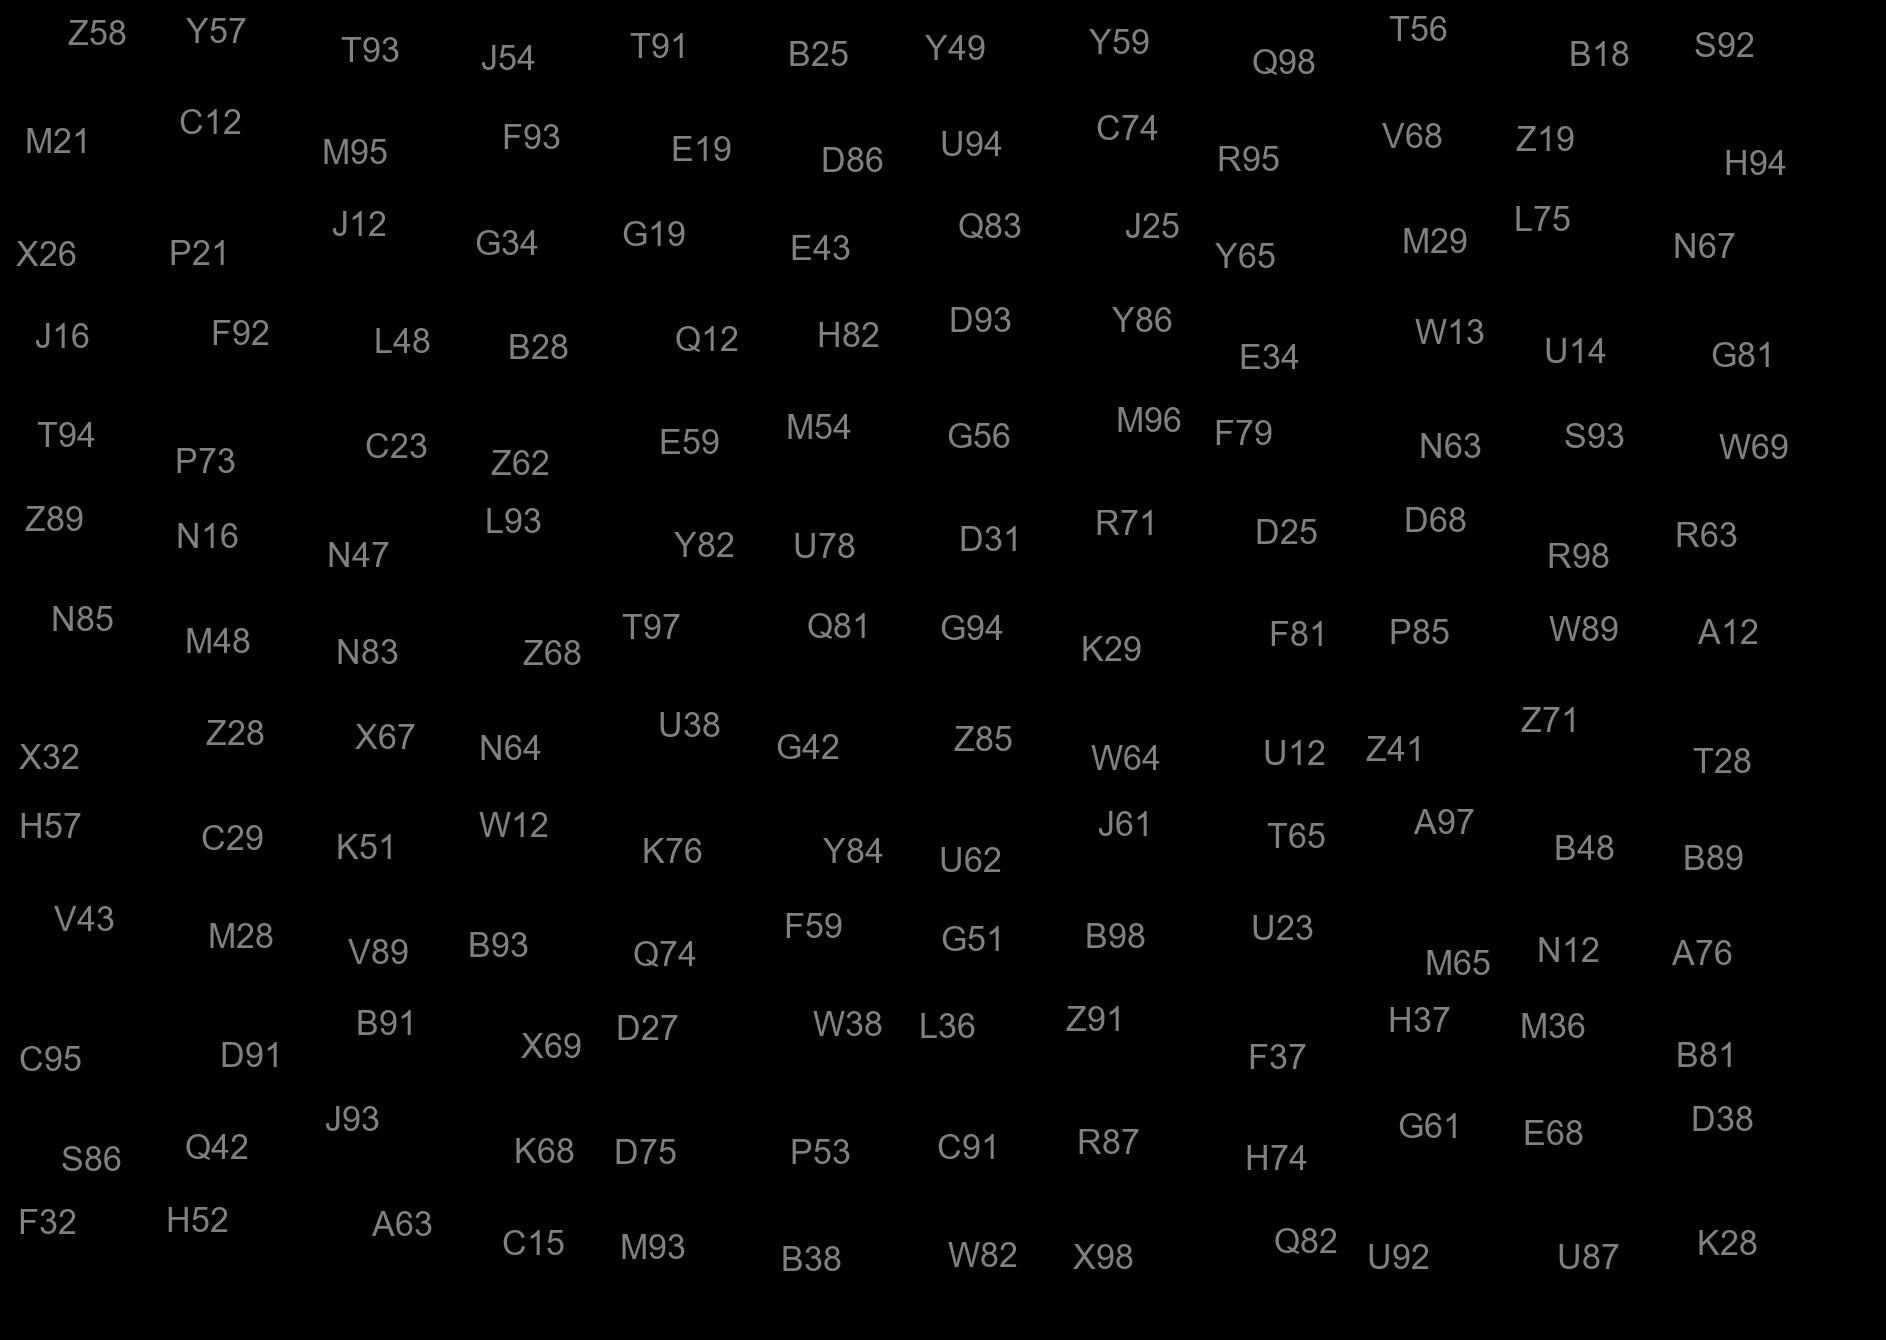 Z58 Y57 T93 J54 T91 B25 Y49 Y59 Q98 T56 B18 S92
M21 C12 M95 F93 E19 D86 U94 C74 R95 V68 Z19 H94
X26 P21 J12 G34 G19 E43 Q83 J25 Y65 M29 L75 N67
J16 F92 L48 B28 Q12 H82 D93 Y86 E34 W13 U14 G81
T94 P73 C23 Z62 E59 M54 G56 M96 F79 N63 S93 W69
Z89 N16 N47 L93 Y82 U78 D31 R71 D25 D68 R98 R63
N85 M48 N83 Z68 T97 Q81 G94 K29 F81 P85 W89 A12
X32 Z28 X67 N64 U38 G42 Z85 W64 U12 Z41 Z71 T28
H57 C29 K51 W12 K76 Y84 U62 J61 T65 A97 B48 B89
V43 M28 V89 B93 Q74 F59 G51 B98 U23 M65 N12 A76
C95 D91 B91 X69 D27 W38 L36 Z91 F37 H37 M36 B81
S86 Q42 J93 K68 D75 P53 C91 R87 H74 G61 E68 D38
F32 H52 A63 C15 M93 B38 W82 X98 Q82 U92 U87 K28